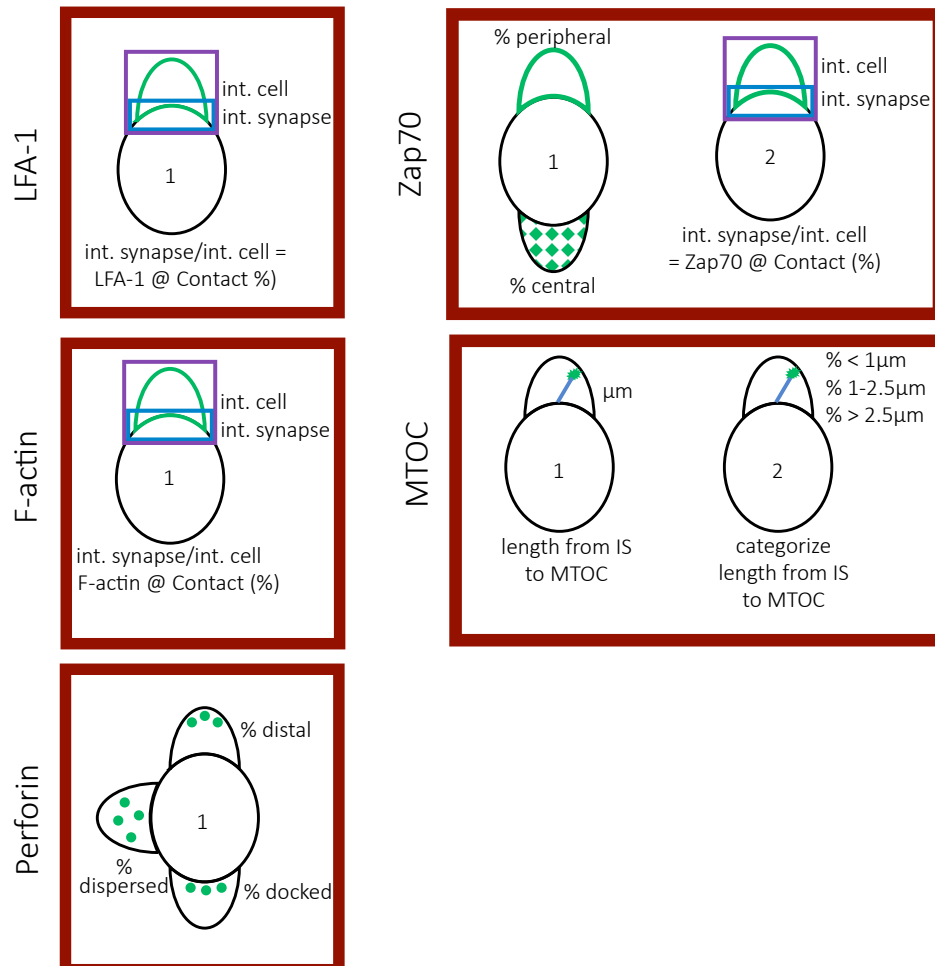 LFA-1
int. cell
int. synapse
1
int. synapse/int. cell =
LFA-1 @ Contact %)
Zap70
% peripheral
1
% central
int. cell
int. synapse
2
int. synapse/int. cell
= Zap70 @ Contact (%)
F-actin
int. cell
int. synapse
1
int. synapse/int. cell
F-actin @ Contact (%)
MTOC
µm
1
length from IS
to MTOC
% < 1µm
% 1-2.5µm
% > 2.5µm
2
categorize
length from IS
to MTOC
Perforin
% distal
1
%
dispersed
% docked